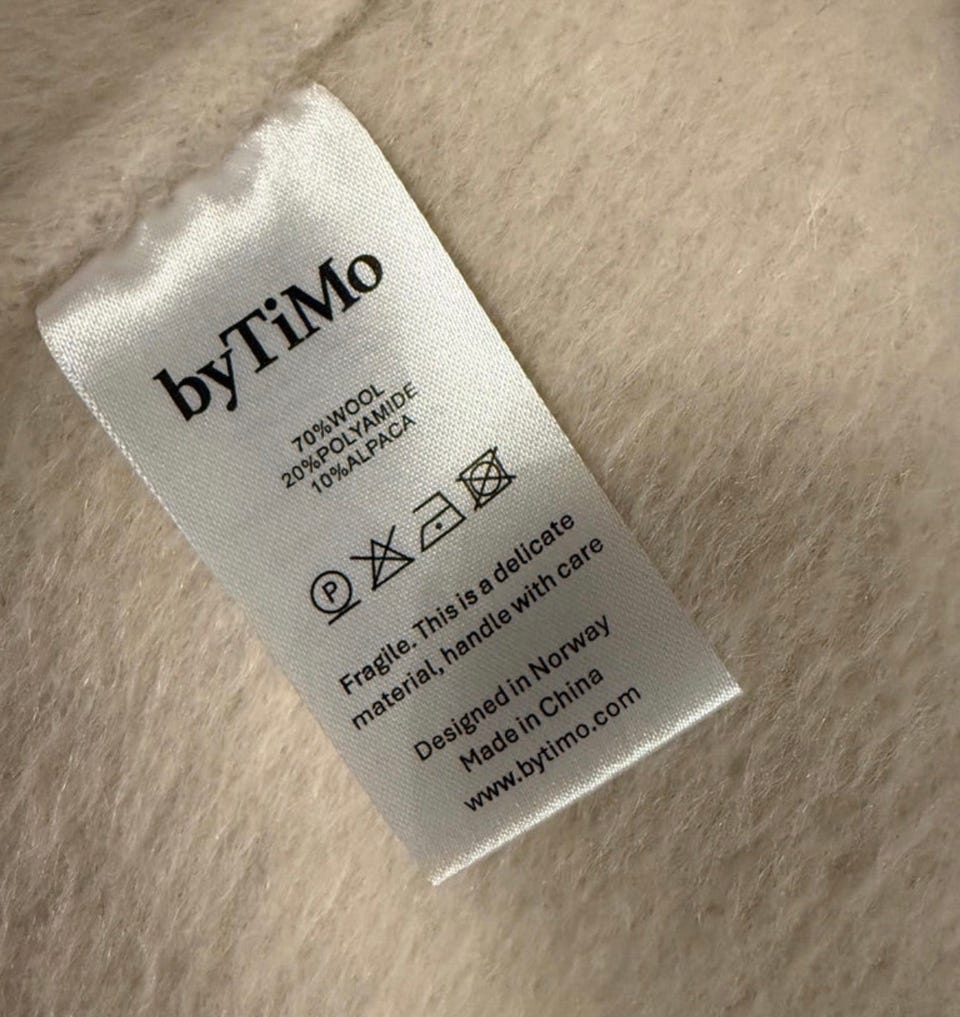 byTiMo
70%WOOL
20%POLYAMIDE
10%ALPACA
P
Fragile. This is a delicate
material, handle with care
Designed in Norway
Made in China
www.bytimo.com